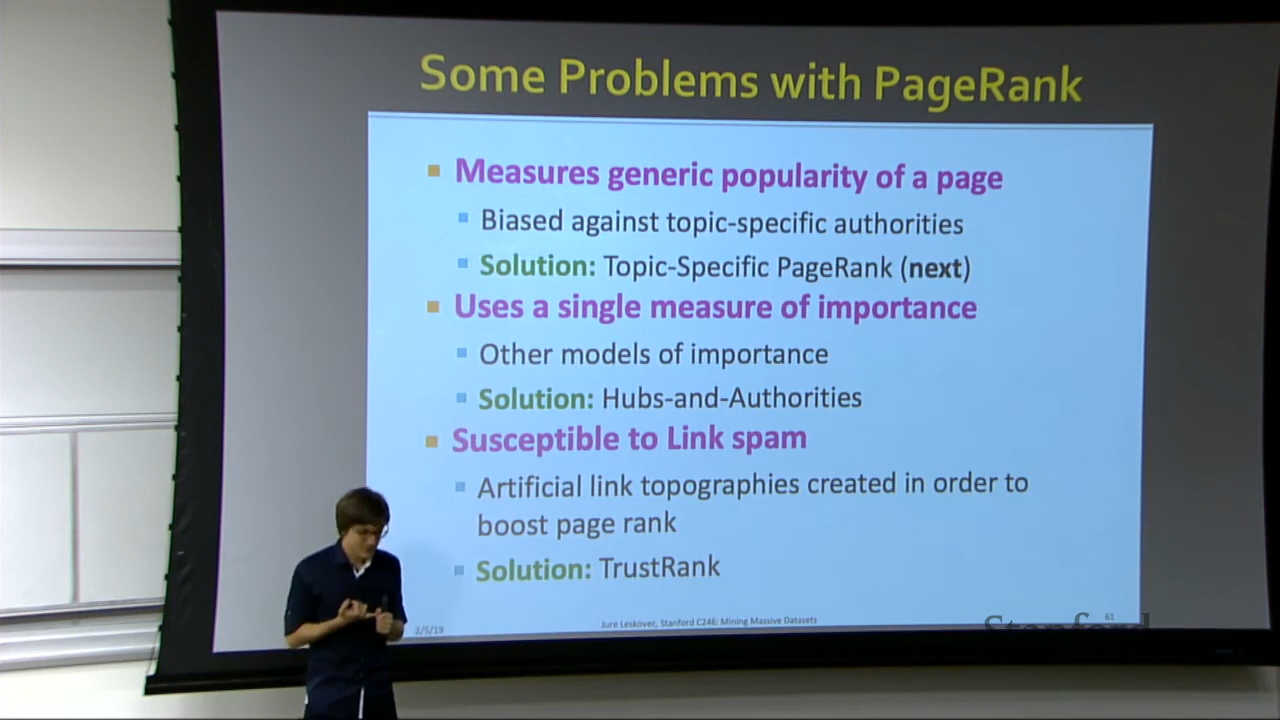 Some Problems with PageRank
Measures generic popularity of a page
Biased against topic-specific authorities
Solution: Topic-Specific PageRank (next)
Uses a single measure of importance
Other models of importance
Solution: Hubs-and-Authorities
Susceptible to Link spam
Artificial link topographies created in order to
boost page rank
Solution: TrustRank
2/5/19
Jure Leskovec, Stanford C246: Mining Massive Datasets
61
Stanford